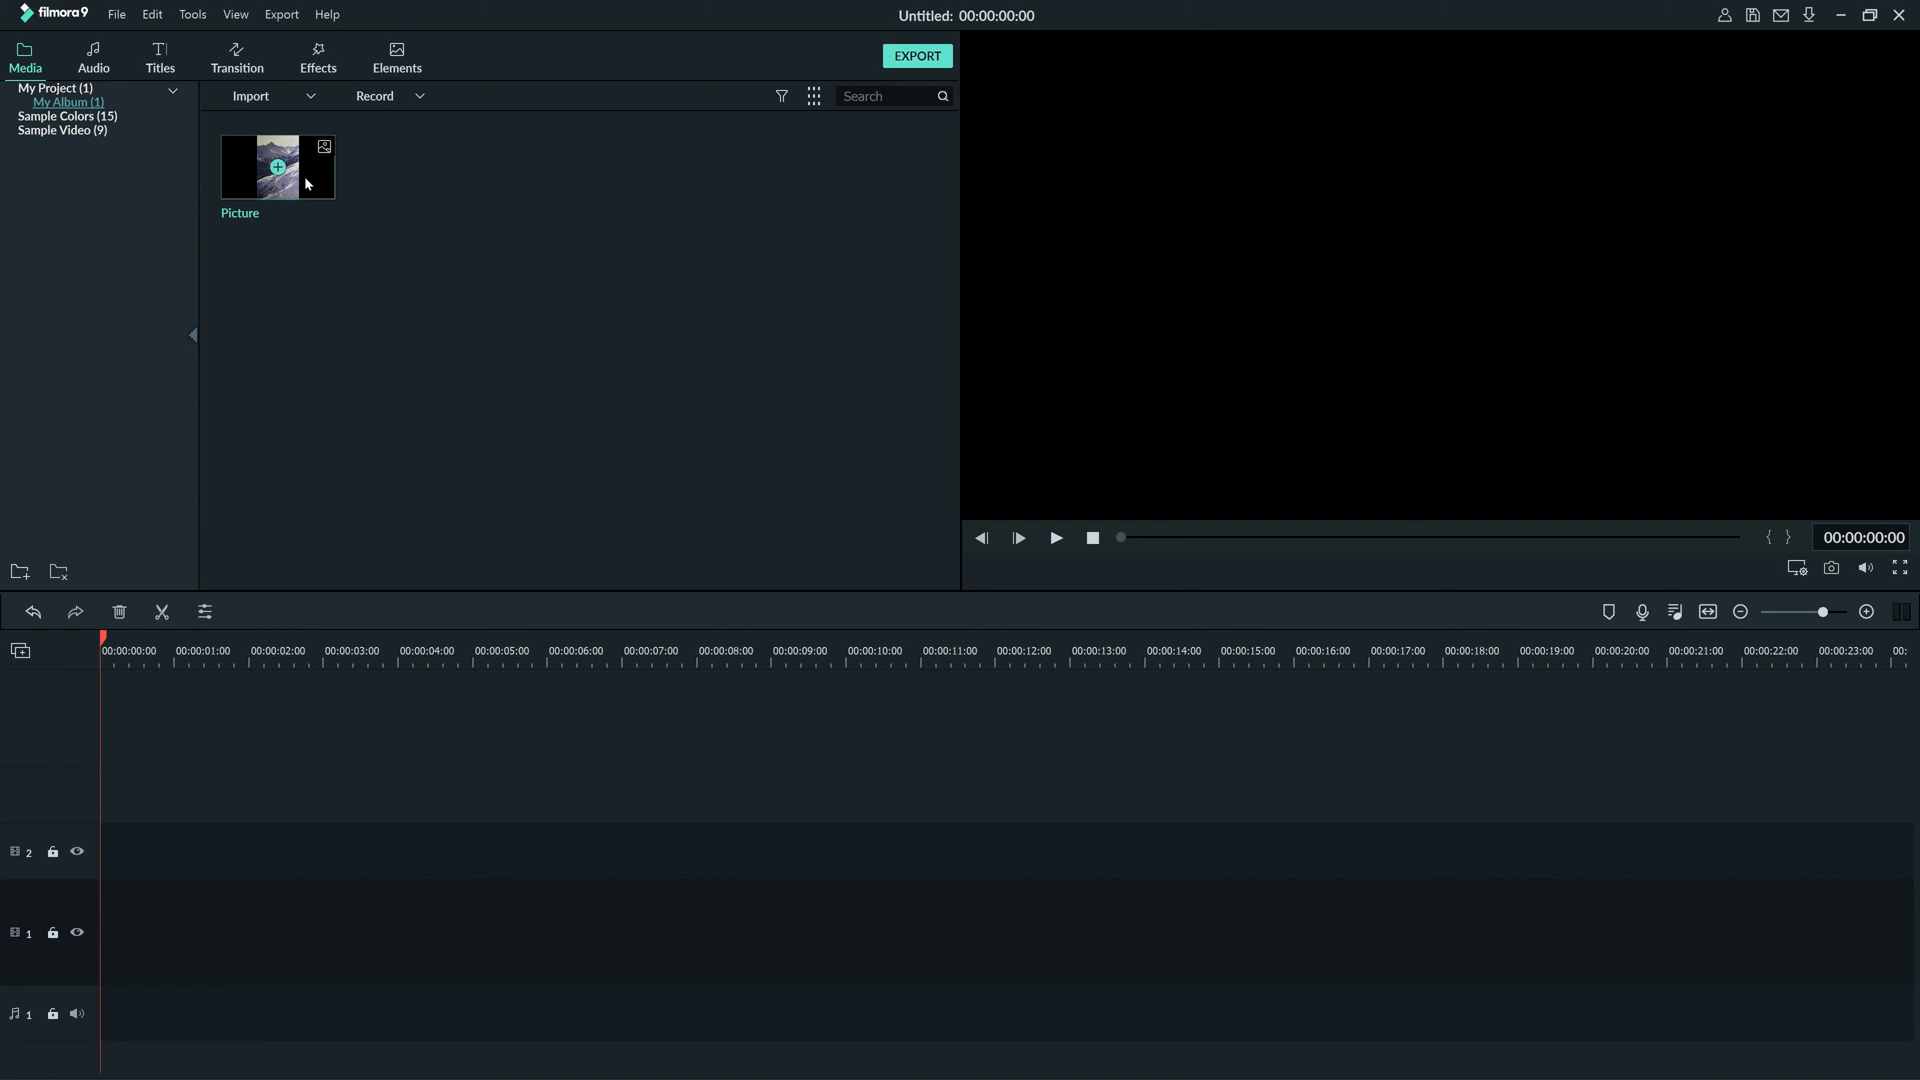 filmora9 File Edit Tools View Export Help Untitled: 00:00:00:00
Media Audio Titles Transition Effects Elements EXPORT
My Project (1)
My Album (1)
Sample Colors (15)
Sample Video (9)
Import Record Search
Picture
{ } 00:00:00:00
00:00:00:00 00:00:01:00 00:00:02:00 00:00:03:00 00:00:04:00 00:00:05:00 00:00:06:00 00:00:07:00 00:00:08:00 00:00:09:00 00:00:10:00 00:00:11:00 00:00:12:00 00:00:13:00 00:00:14:00 00:00:15:00 00:00:16:00 00:00:17:00 00:00:18:00 00:00:19:00 00:00:20:00 00:00:21:00 00:00:22:00 00:00:23:00 00:
2
1
1